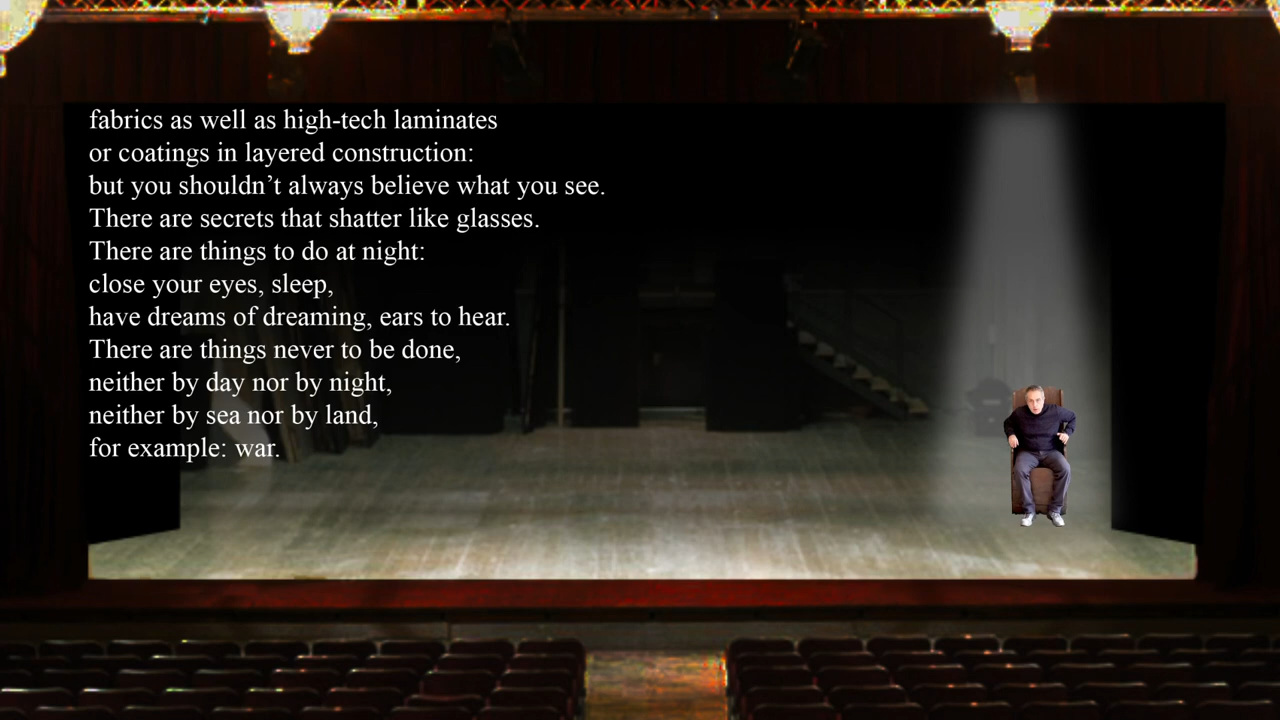 fabrics as well as high-tech laminates
or coatings in layered construction:
but you shouldn’t always believe what you see.
There are secrets that shatter like glasses.
There are things to do at night:
close your eyes, sleep,
have dreams of dreaming, ears to hear.
There are things never to be done,
neither by day nor by night,
neither by sea nor by land,
for example: war.